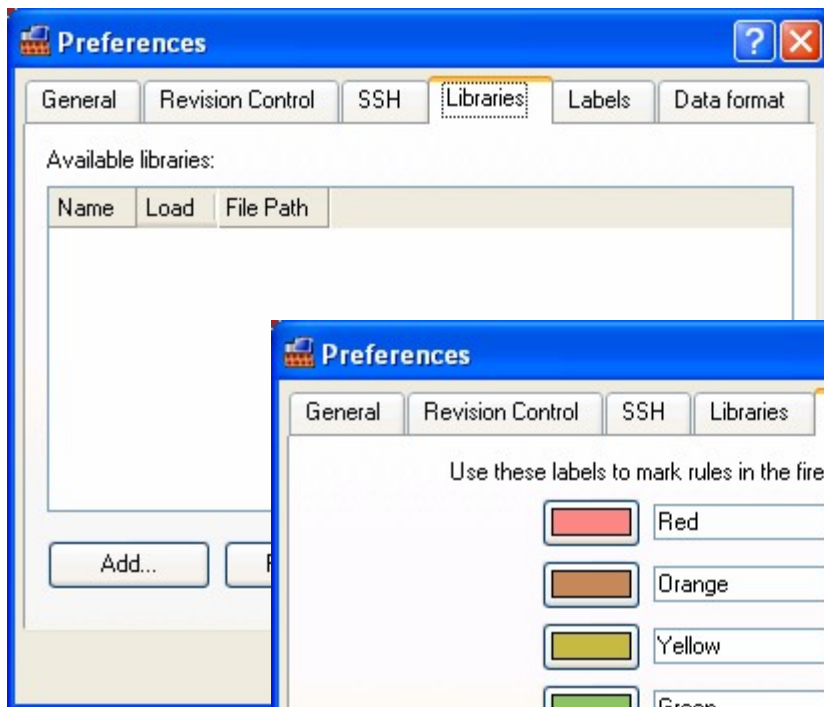 Preferences
General Revision Control SSH Libraries Labels Data format
Available libraries:
Name Load File Path
Add...
Preferences
General Revision Control SSH Libraries
Use these labels to mark rules in the
Red
Orange
Yellow
Green